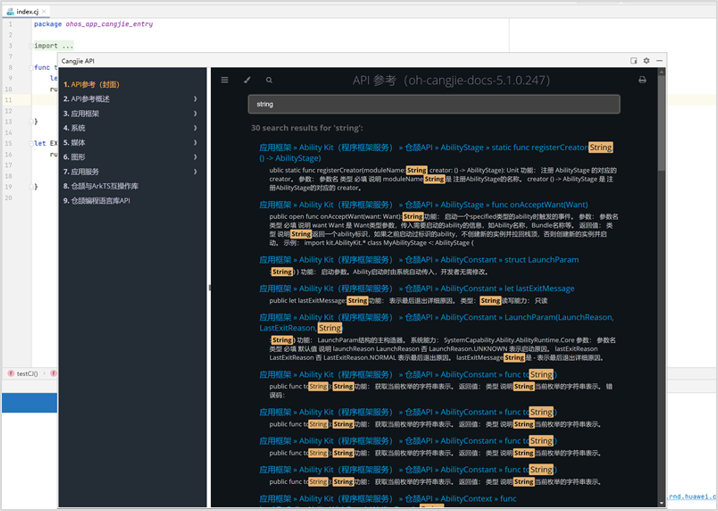 index.cj
1 package ohos_app_cangjie_entry
2
3 import ...
7
8 func t
9 le
10 ru
11
12
13 }
14
15 let EX
16 ru
17
18
19 }
20
Cangjie API
1. API参考（封面）
2. API参考概述
3. 应用框架
4. 系统
5. 媒体
6. 图形
7. 应用服务
8. 仓颉与ArkTS互操作库
9. 仓颉编程语言库API
API 参考（oh-cangjie-docs-5.1.0.247）
string
30 search results for 'string':
应用框架 » Ability Kit（程序框架服务） » 仓颉API » AbilityStage » static func registerCreator(String,
() -> AbilityStage)
ublic static func registerCreator(moduleName: String, creator: () -> AbilityStage): Unit 功能： 注册 AbilityStage 的对应的
creator。 参数： 参数名 类型 必填 说明 moduleName String 是 注册AbilityStage的名称。 creator () -> AbilityStage 是 注
册AbilityStage的对应的 creator。
应用框架 » Ability Kit（程序框架服务） » 仓颉API » AbilityStage » func onAcceptWant(Want)
public open func onAcceptWant(want: Want): String 功能： 启动一个specified类型的ability时触发的事件。 参数： 参数名
类型 必填 说明 want Want 是 Want类型参数，传入需要启动的ability的信息，如Ability名称，Bundle名称等。 返回值： 类
型 说明 String 返回一个ability标识，如果之前启动过标识的ability，不创建新的实例并拉回栈顶，否则创建新的实例并启
动。 示例： import kit.AbilityKit.* class MyAbilityStage <: AbilityStage {
应用框架 » Ability Kit（程序框架服务） » 仓颉API » AbilityConstant » struct LaunchParam
: String ) } 功能： 启动参数。Ability启动时由系统自动传入，开发者无需修改。
应用框架 » Ability Kit（程序框架服务） » 仓颉API » AbilityConstant » let lastExitMessage
public let lastExitMessage: String 功能： 表示最后退出详细原因。 类型： String 读写能力： 只读
应用框架 » Ability Kit（程序框架服务） » 仓颉API » AbilityConstant » LaunchParam(LaunchReason,
LastExitReason, String)
: String ) 功能： LaunchParam结构的主构造器。 系统能力： SystemCapability.Ability.AbilityRuntime.Core 参数： 参数名
类型 必填 默认值 说明 launchReason LaunchReason 否 LaunchReason.UNKNOWN 表示启动原因。 lastExitReason
LastExitReason 否 LastExitReason.NORMAL 表示最后退出原因。 lastExitMessage String 是 - 表示最后退出详细原因。
应用框架 » Ability Kit（程序框架服务） » 仓颉API » AbilityConstant » func toString()
public func toString(): String 功能： 获取当前枚举的字符串表示。 返回值： 类型 说明 String 当前枚举的字符串表示。 错
误码：
应用框架 » Ability Kit（程序框架服务） » 仓颉API » AbilityConstant » func toString()
public func toString(): String 功能： 获取当前枚举的字符串表示。 返回值： 类型 说明 String 当前枚举的字符串表示。
应用框架 » Ability Kit（程序框架服务） » 仓颉API » AbilityConstant » func toString()
public func toString(): String 功能： 获取当前枚举的字符串表示。 返回值： 类型 说明 String 当前枚举的字符串表示。
应用框架 » Ability Kit（程序框架服务） » 仓颉API » AbilityConstant » func toString()
public func toString(): String 功能： 获取当前枚举的字符串表示。 返回值： 类型 说明 String 当前枚举的字符串表示。
应用框架 » Ability Kit（程序框架服务） » 仓颉API » AbilityContext » func
testCJ()
.rnd.huawei.c